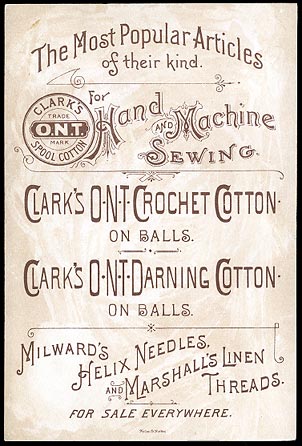 The Most Popular Articles
of their kind.
CLARK'S
TRADE
O.N.T.
MARK
SPOOL COTTON
For
Hand AND Machine
SEWING.
CLARK'S O·N·T·CROCHET COTTON·
ON BALLS.
CLARK'S O·N·T·DARNING COTTON·
ON BALLS.
MILWARD'S
HELIX NEEDLES,
AND MARSHALL'S LINEN
THREADS.
FOR SALE EVERYWHERE.